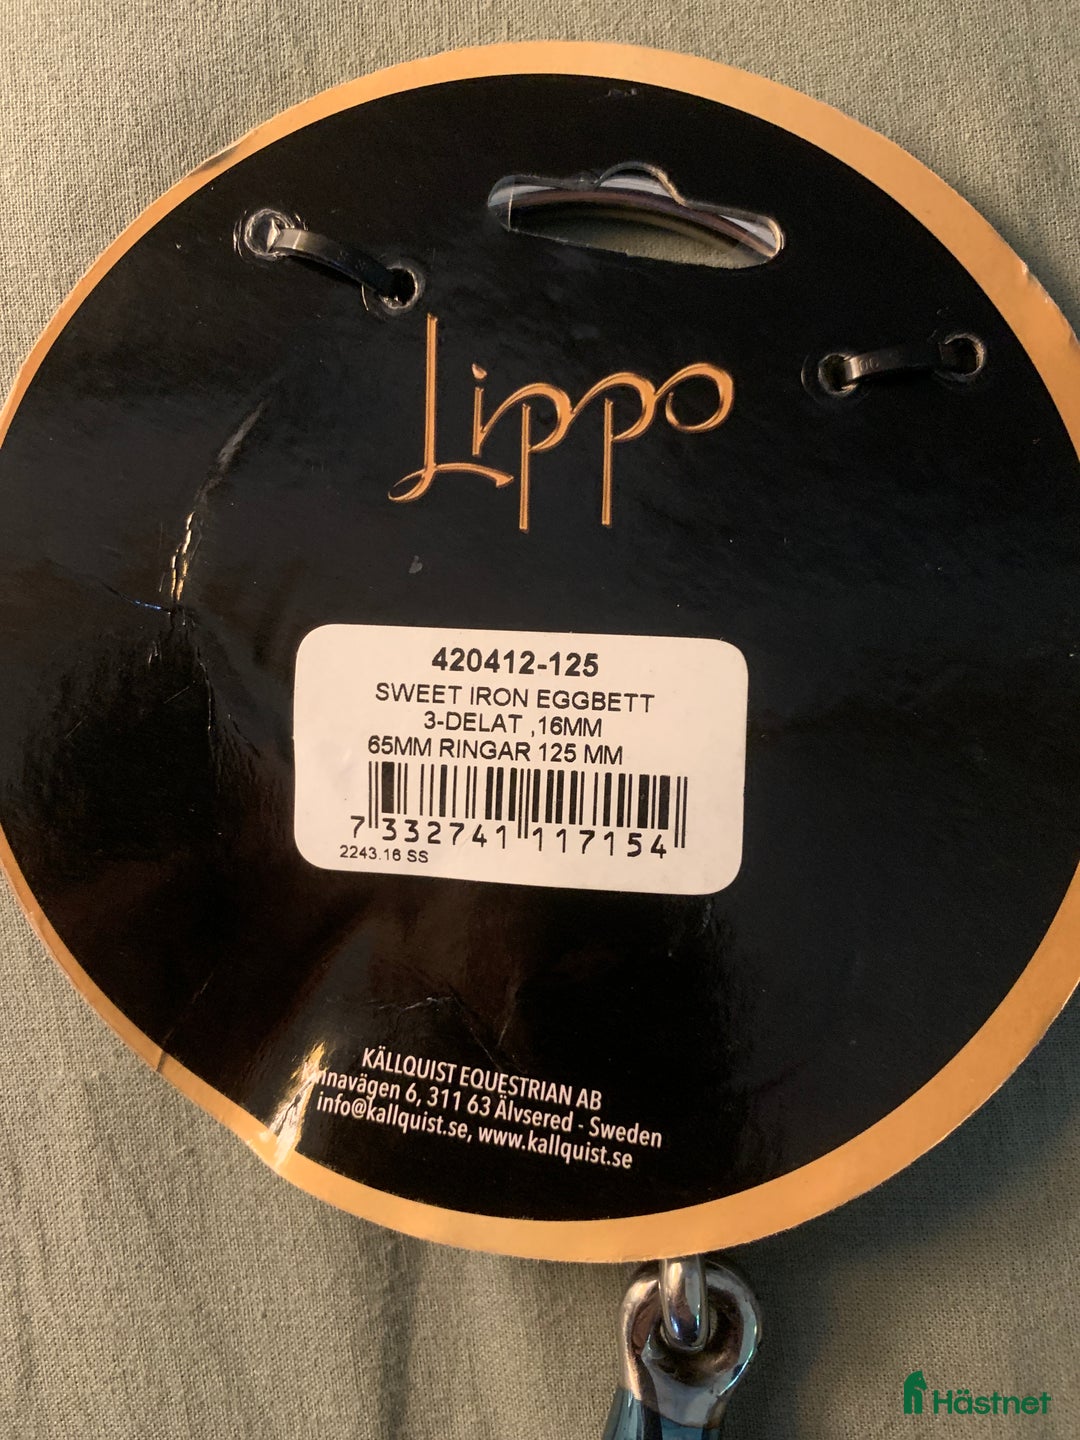 Lippo
420412-125
SWEET IRON EGGBETT
3-DELAT ,16MM
65MM RINGAR 125 MM
7 332741 117154
2243.16 SS
KÄLLQUIST EQUESTRIAN AB
6, 311 63 Älvsered - Sweden
info@kallquist.se, www.kallquist.se
Hästnet